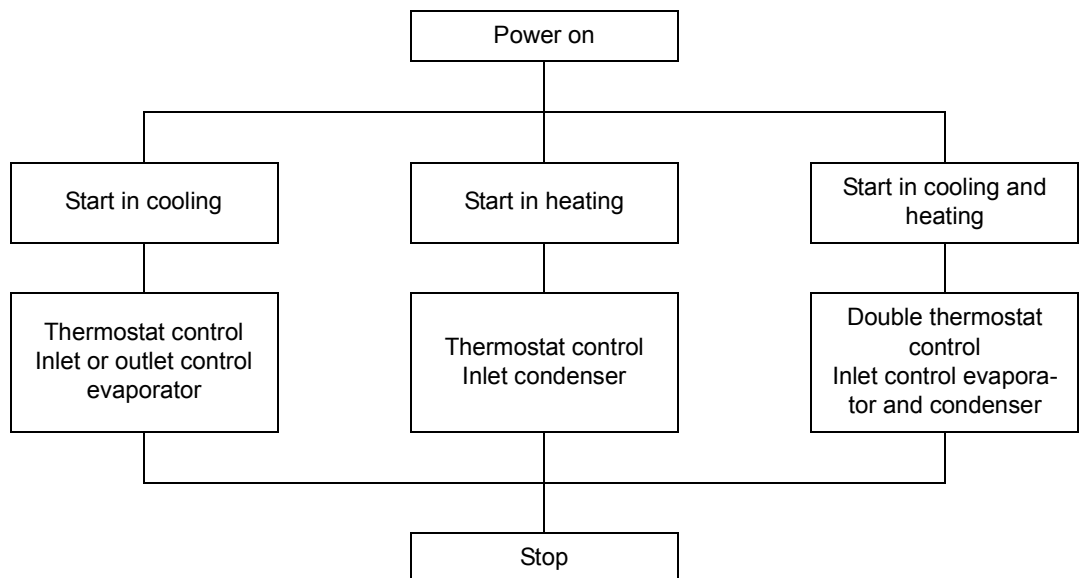 Power on
Start in cooling
Start in heating
Start in cooling and
heating
Thermostat control
Inlet or outlet control
evaporator
Thermostat control
Inlet condenser
Double thermostat
control
Inlet control evapora-
tor and condenser
Stop